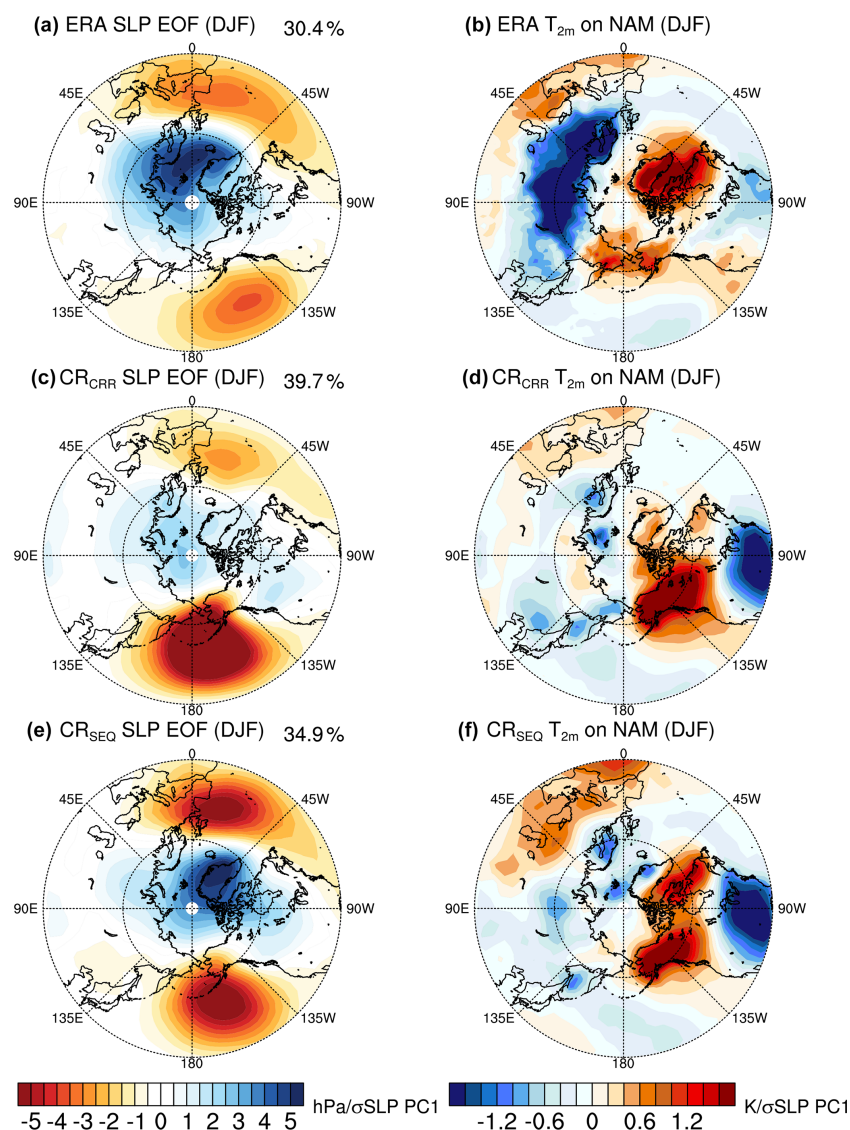 (a) ERA SLP EOF (DJF) 30.4%
(b) ERA T2m on NAM (DJF)
0
45E
45W
90E
90W
135E
135W
180
0
45E
45W
90E
90W
135E
135W
180
(c) CRCRR SLP EOF (DJF) 39.7%
(d) CRCRR T2m on NAM (DJF)
0
45E
45W
90E
90W
135E
135W
180
0
45E
45W
90E
90W
135E
135W
180
(e) CRSEQ SLP EOF (DJF) 34.9%
(f) CRSEQ T2m on NAM (DJF)
0
45E
45W
90E
90W
135E
135W
180
0
45E
45W
90E
90W
135E
135W
180
-5 -4 -3 -2 -1 0 1 2 3 4 5 hPa/σSLP PC1
-1.2 -0.6 0 0.6 1.2 K/σSLP PC1